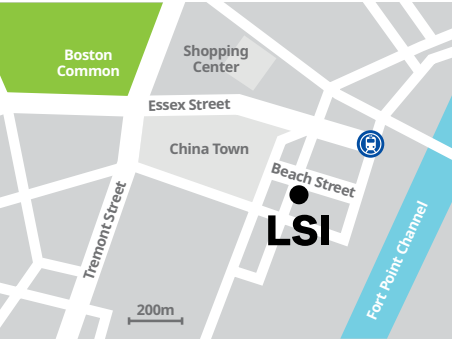 Boston
Common
Shopping
Center
Essex Street
China Town
Beach Street
LSI
Tremont Street
Fort Point Channel
200m